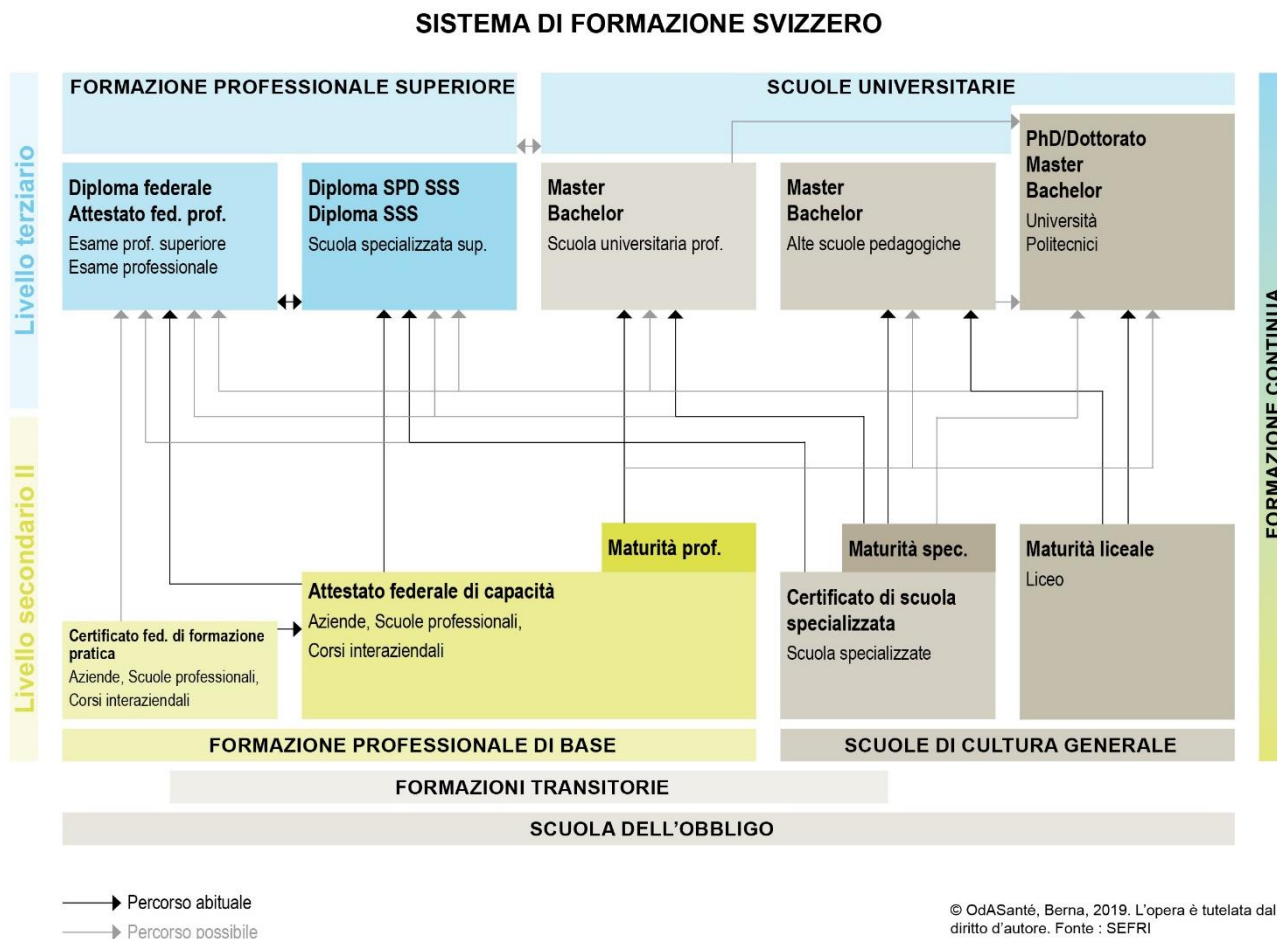 SISTEMA DI FORMAZIONE SVIZZERO
FORMAZIONE PROFESSIONALE SUPERIORE
SCUOLE UNIVERSITARIE
Livello terziario
Diploma federale
Attestato fed. prof.
Esame prof. superiore
Esame professionale
Diploma SPD SSS
Diploma SSS
Scuola specializzata sup.
Master
Bachelor
Scuola universitaria prof.
Master
Bachelor
Alte scuole pedagogiche
PhD/Dottorato
Master
Bachelor
Università
Politecnici
FORMAZIONE CONTINUA
Livello secondario II
Certificato fed. di formazione
pratica
Aziende, Scuole professionali,
Corsi interaziendali
Maturità prof.
Attestato federale di capacità
Aziende, Scuole professionali,
Corsi interaziendali
Maturità spec.
Certificato di scuola
specializzata
Scuola specializzate
Maturità liceale
Liceo
FORMAZIONE PROFESSIONALE DI BASE
SCUOLE DI CULTURA GENERALE
FORMAZIONI TRANSITORIE
SCUOLA DELL'OBBLIGO
Percorso abituale
Percorso possibile
© OdASanté, Berna, 2019. L'opera è tutelata dal
diritto d'autore. Fonte : SEFRI